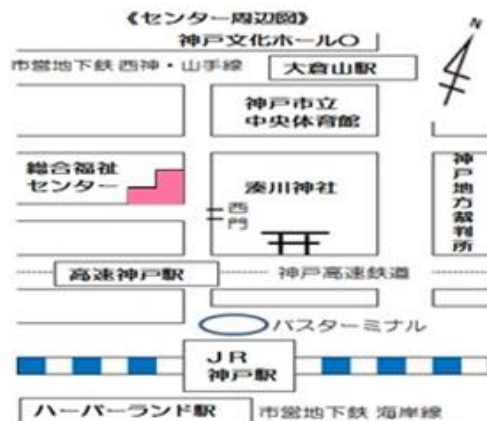 《センター周辺図》
神戸文化ホール〇
N
市営地下鉄 西神・山手線
大倉山駅
神戸市立
中央体育館
総合福祉
センター
湊川神社
西門
神戸地方裁判所
高速神戸駅
神戸高速鉄道
バスターミナル
JR
神戸駅
ハーバーランド駅
市営地下鉄 海岸線